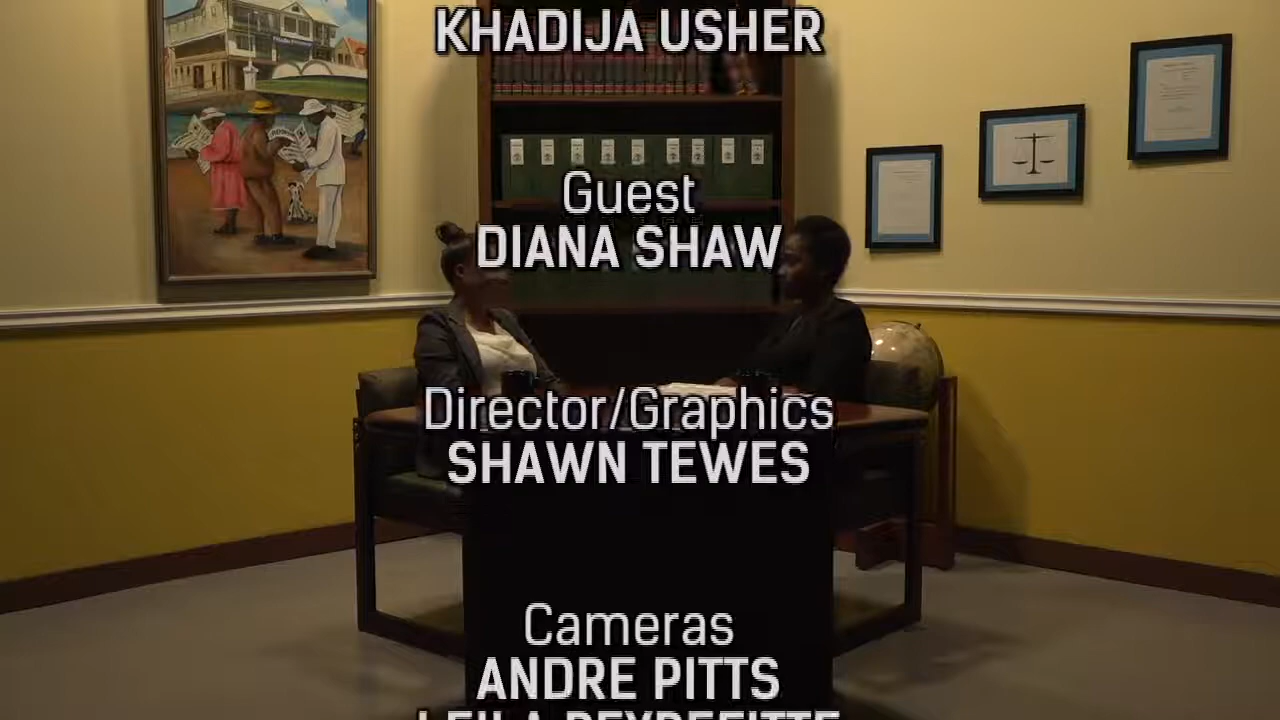 KHADIJA USHER
Guest
DIANA SHAW
Director/Graphics
SHAWN TEWES
Cameras
ANDRE PITTS